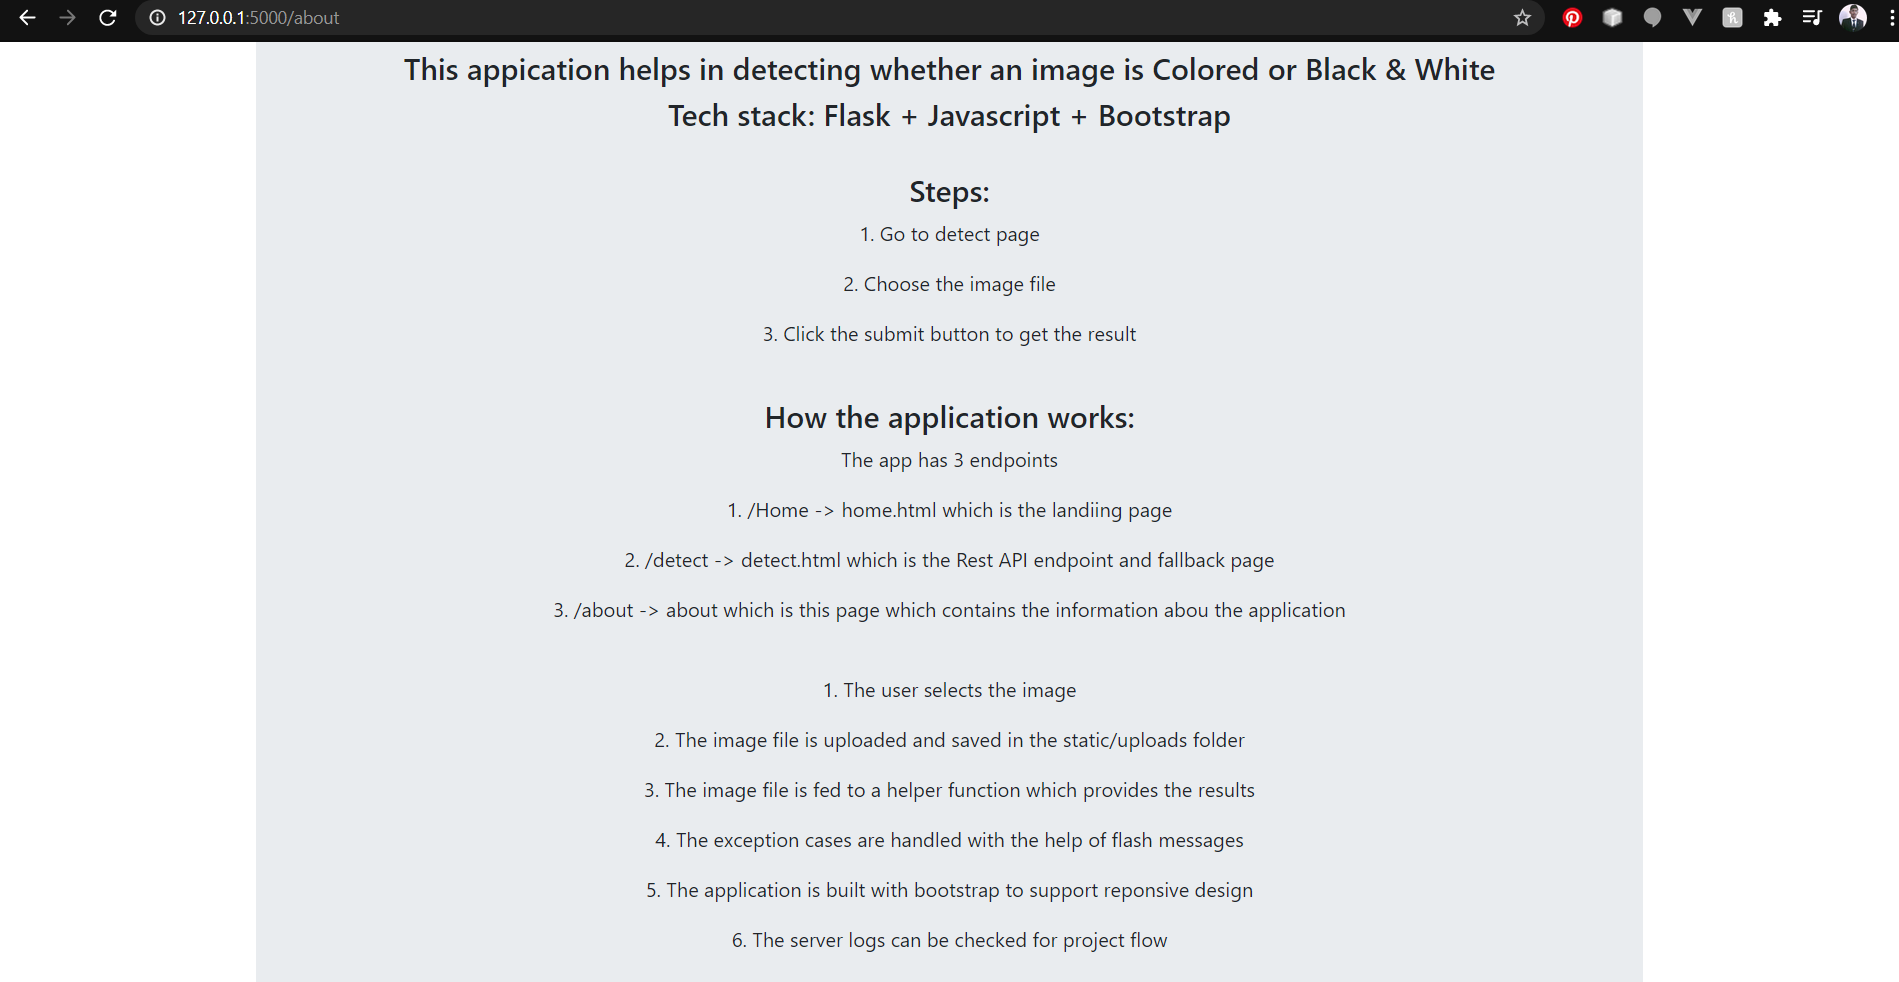 127.0.0.1:5000/about
This appication helps in detecting whether an image is Colored or Black & White
Tech stack: Flask + Javascript + Bootstrap
Steps:
1. Go to detect page
2. Choose the image file
3. Click the submit button to get the result
How the application works:
The app has 3 endpoints
1. /Home -> home.html which is the landiing page
2. /detect -> detect.html which is the Rest API endpoint and fallback page
3. /about -> about which is this page which contains the information abou the application
1. The user selects the image
2. The image file is uploaded and saved in the static/uploads folder
3. The image file is fed to a helper function which provides the results
4. The exception cases are handled with the help of flash messages
5. The application is built with bootstrap to support reponsive design
6. The server logs can be checked for project flow